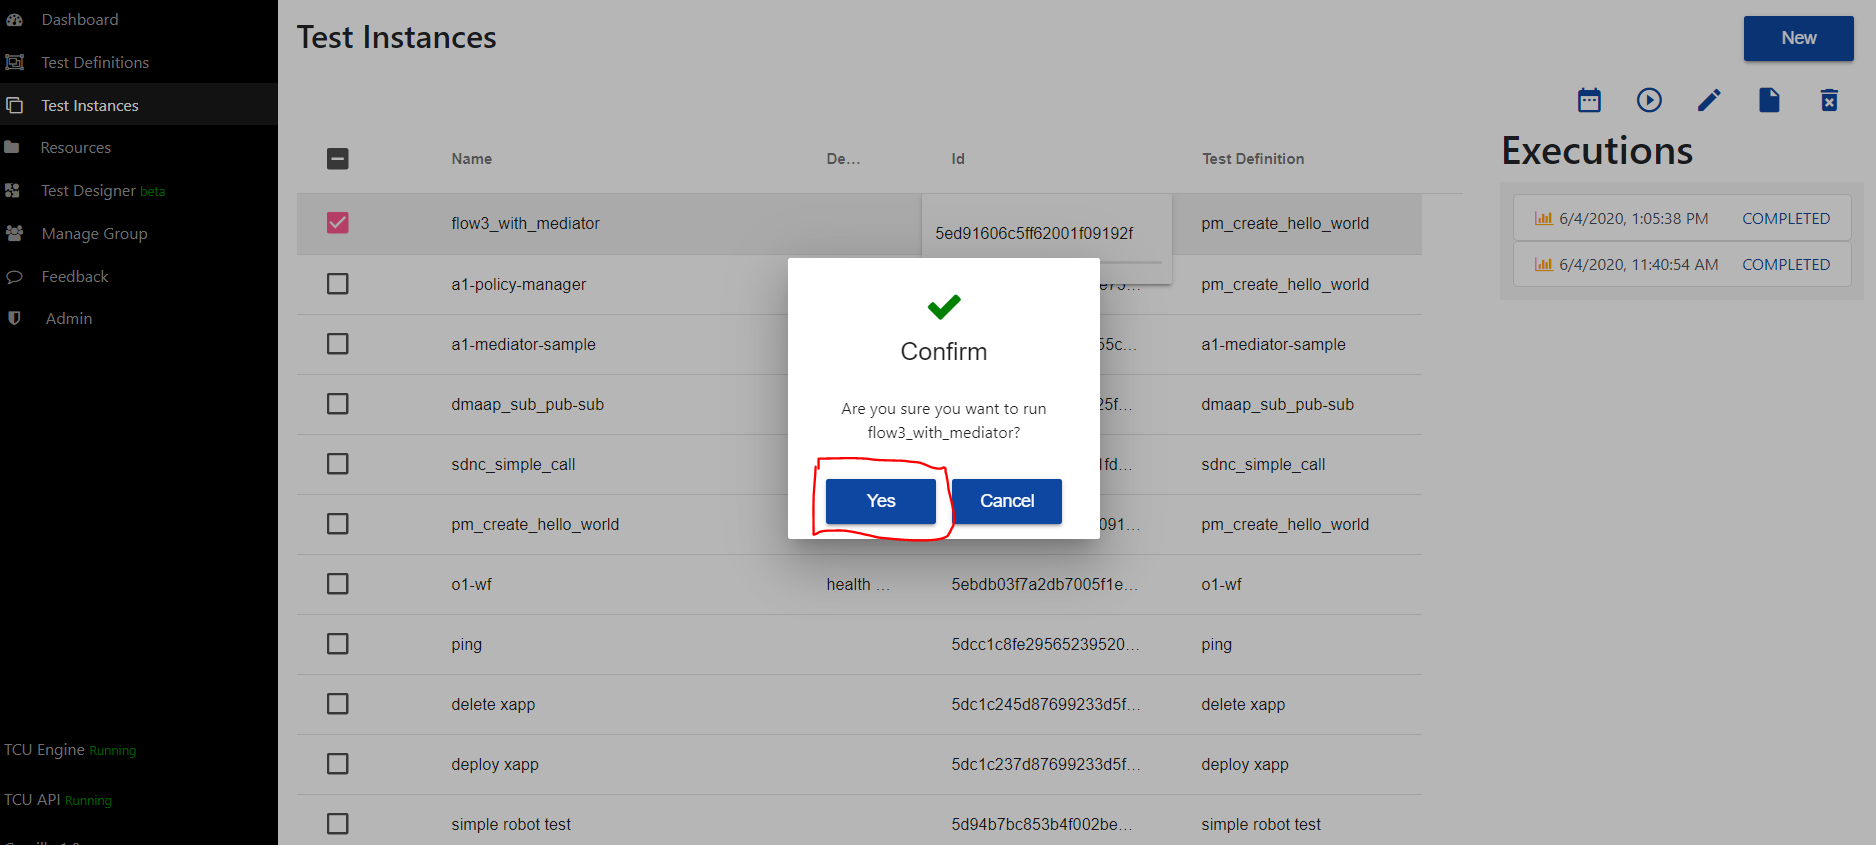 Dashboard
Test Definitions
Test Instances
Resources
Test Designer beta
Manage Group
Feedback
Admin
TCU Engine Running
TCU API Running
Test Instances
New
Name De... Id Test Definition
flow3_with_mediator 5ed91606c5ff62001f09192f pm_create_hello_world
a1-policy-manager pm_create_hello_world
a1-mediator-sample 55c... a1-mediator-sample
dmaap_sub_pub-sub 25f... dmaap_sub_pub-sub
sdnc_simple_call 1fd... sdnc_simple_call
pm_create_hello_world 091... pm_create_hello_world
o1-wf health ... 5ebdb03f7a2db7005f1e... o1-wf
ping 5dcc1c8fe29565239520... ping
delete xapp 5dc1c245d87699233d5f... delete xapp
deploy xapp 5dc1c237d87699233d5f... deploy xapp
simple robot test 5d94b7bc853b4f002be... simple robot test
Confirm
Are you sure you want to run
flow3_with_mediator?
Yes Cancel
Executions
6/4/2020, 1:05:38 PM COMPLETED
6/4/2020, 11:40:54 AM COMPLETED